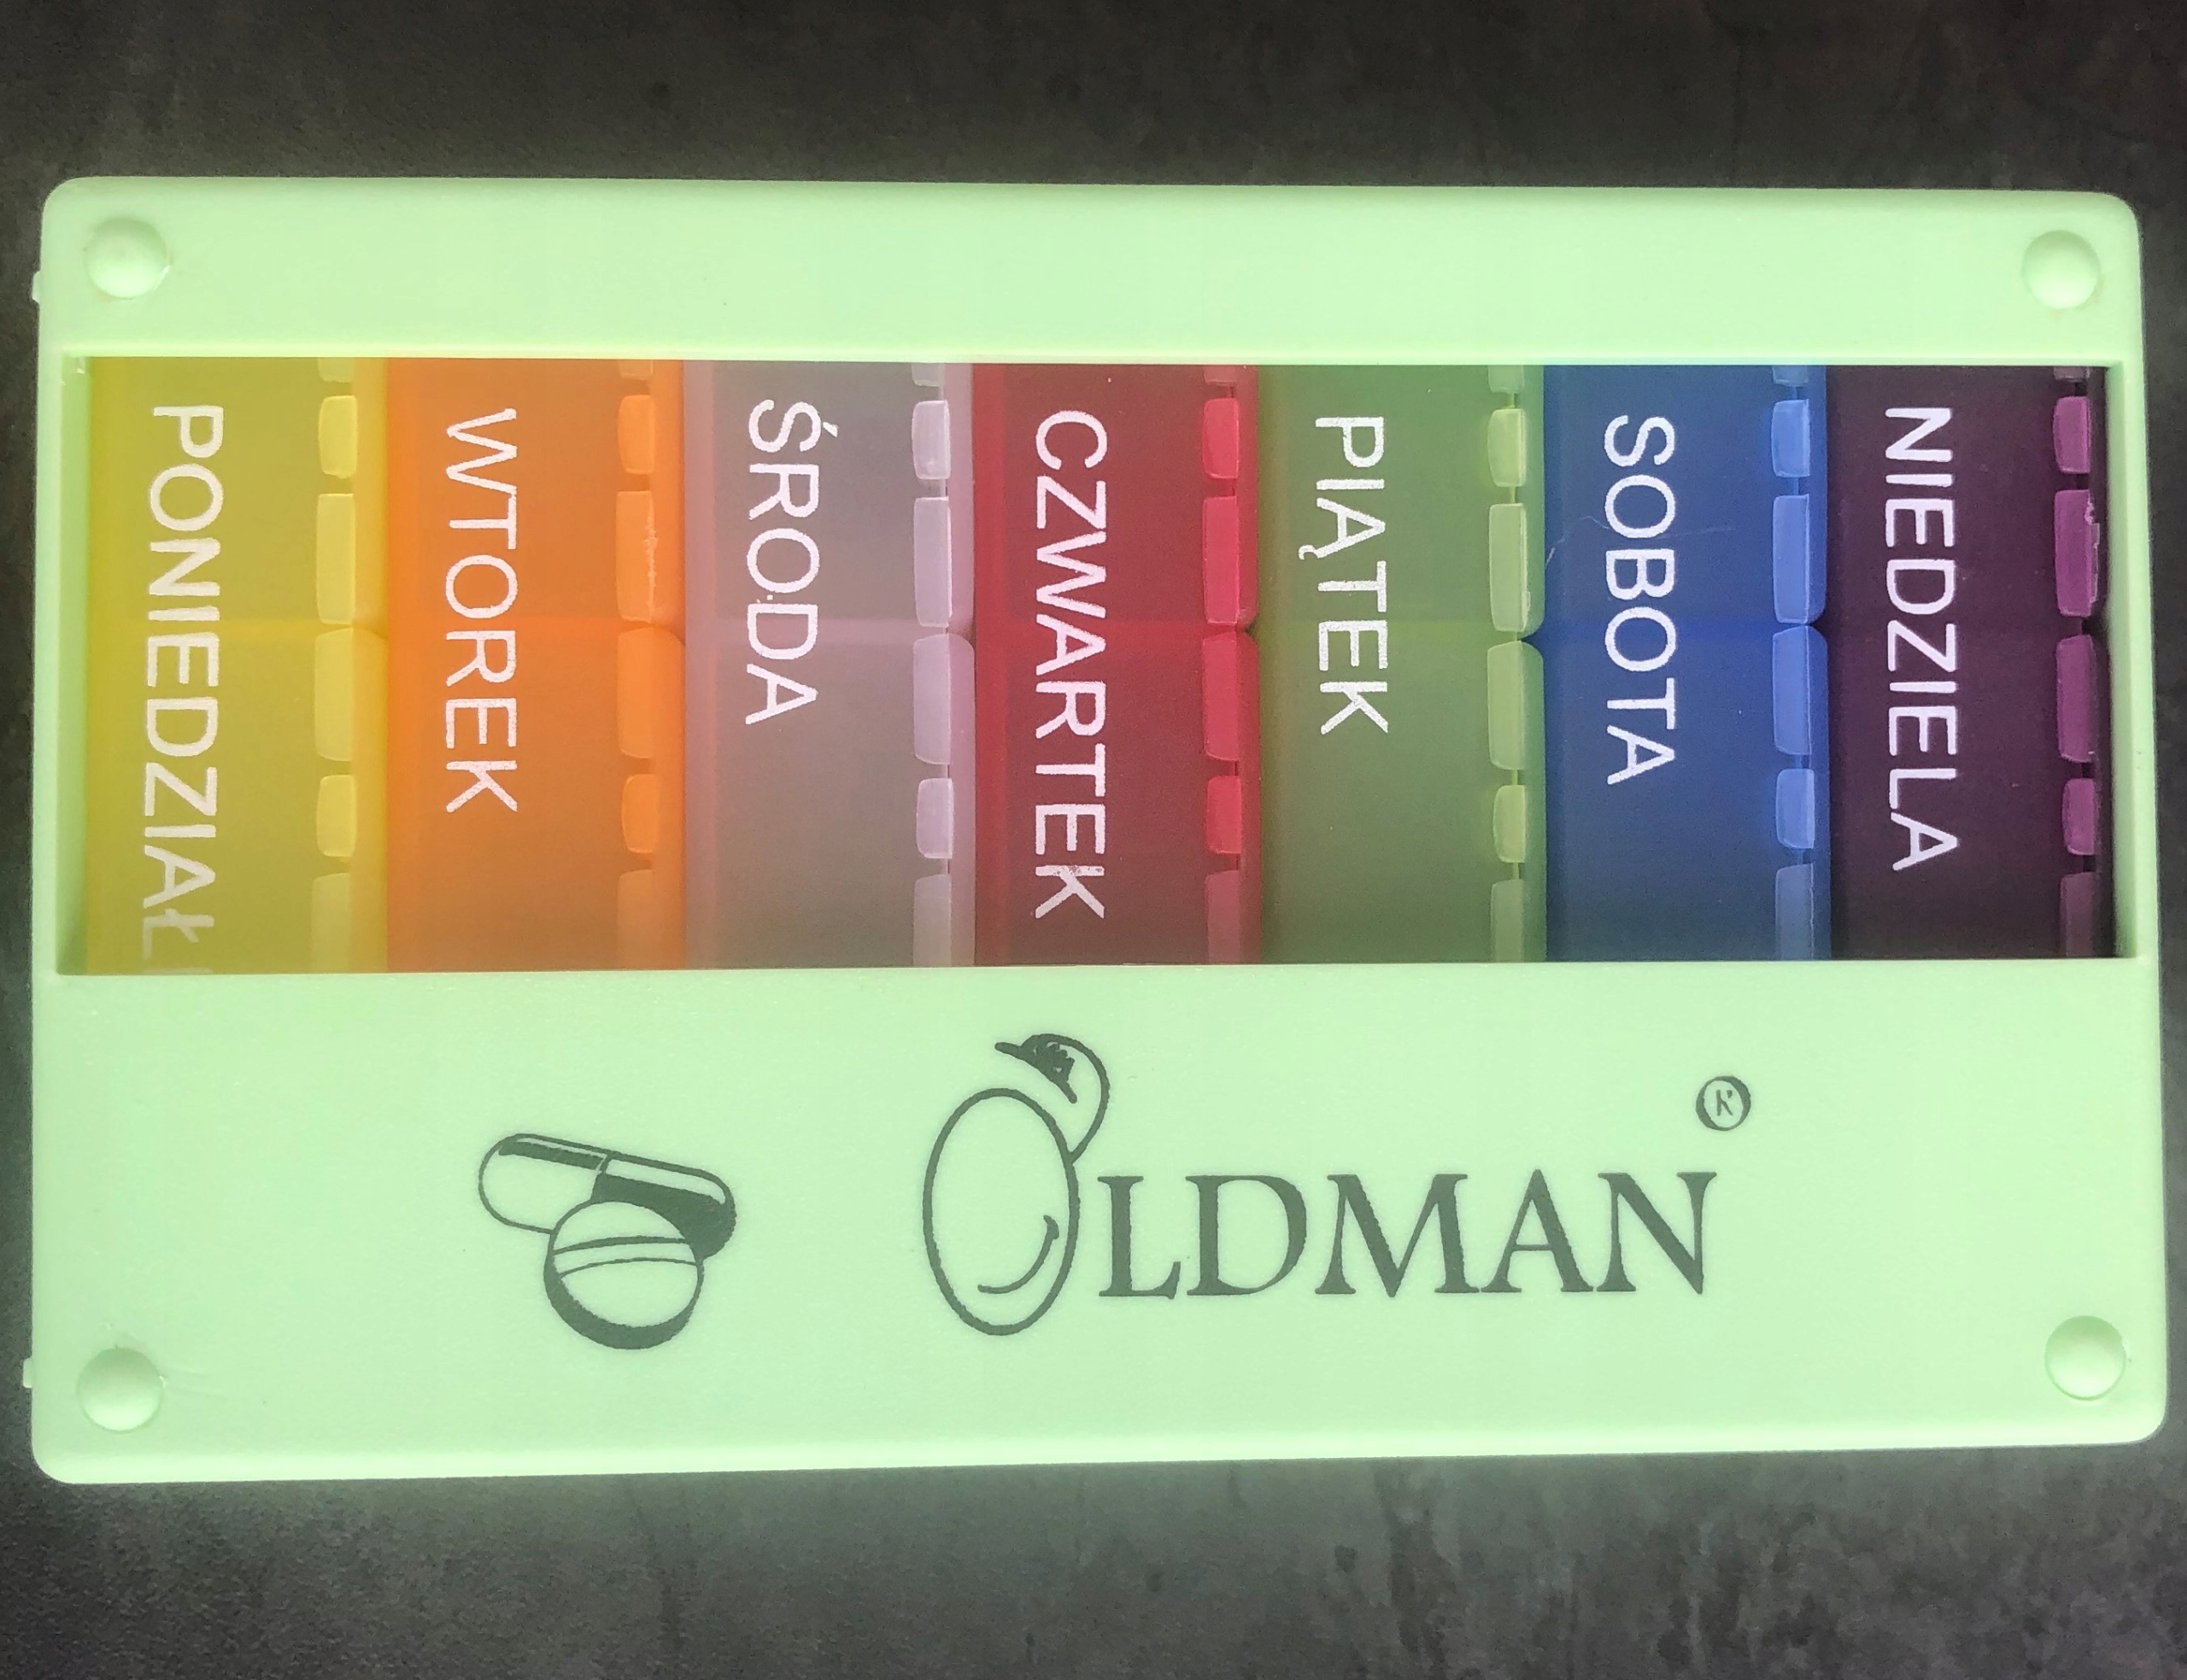 PONIEDZIAŁ
WTOREK
ŚRODA
CZWARTEK
PIĄTEK
SOBOTA
NIEDZIELA
OLDMAN®